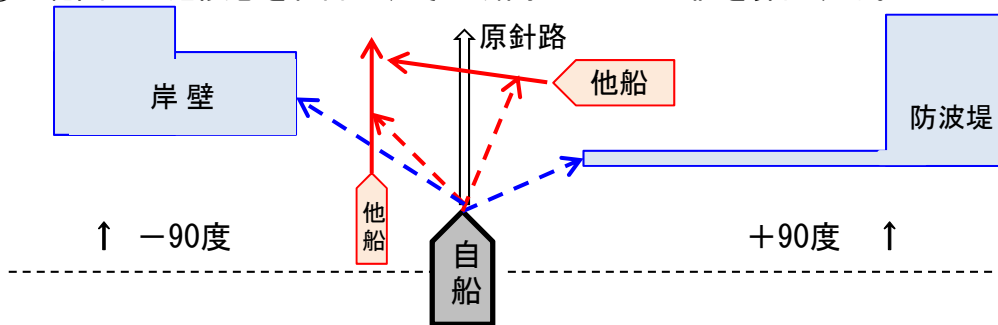 原針路
他船
岸 壁
防波堤
他船
↑ －90度
＋90度 ↑
自船